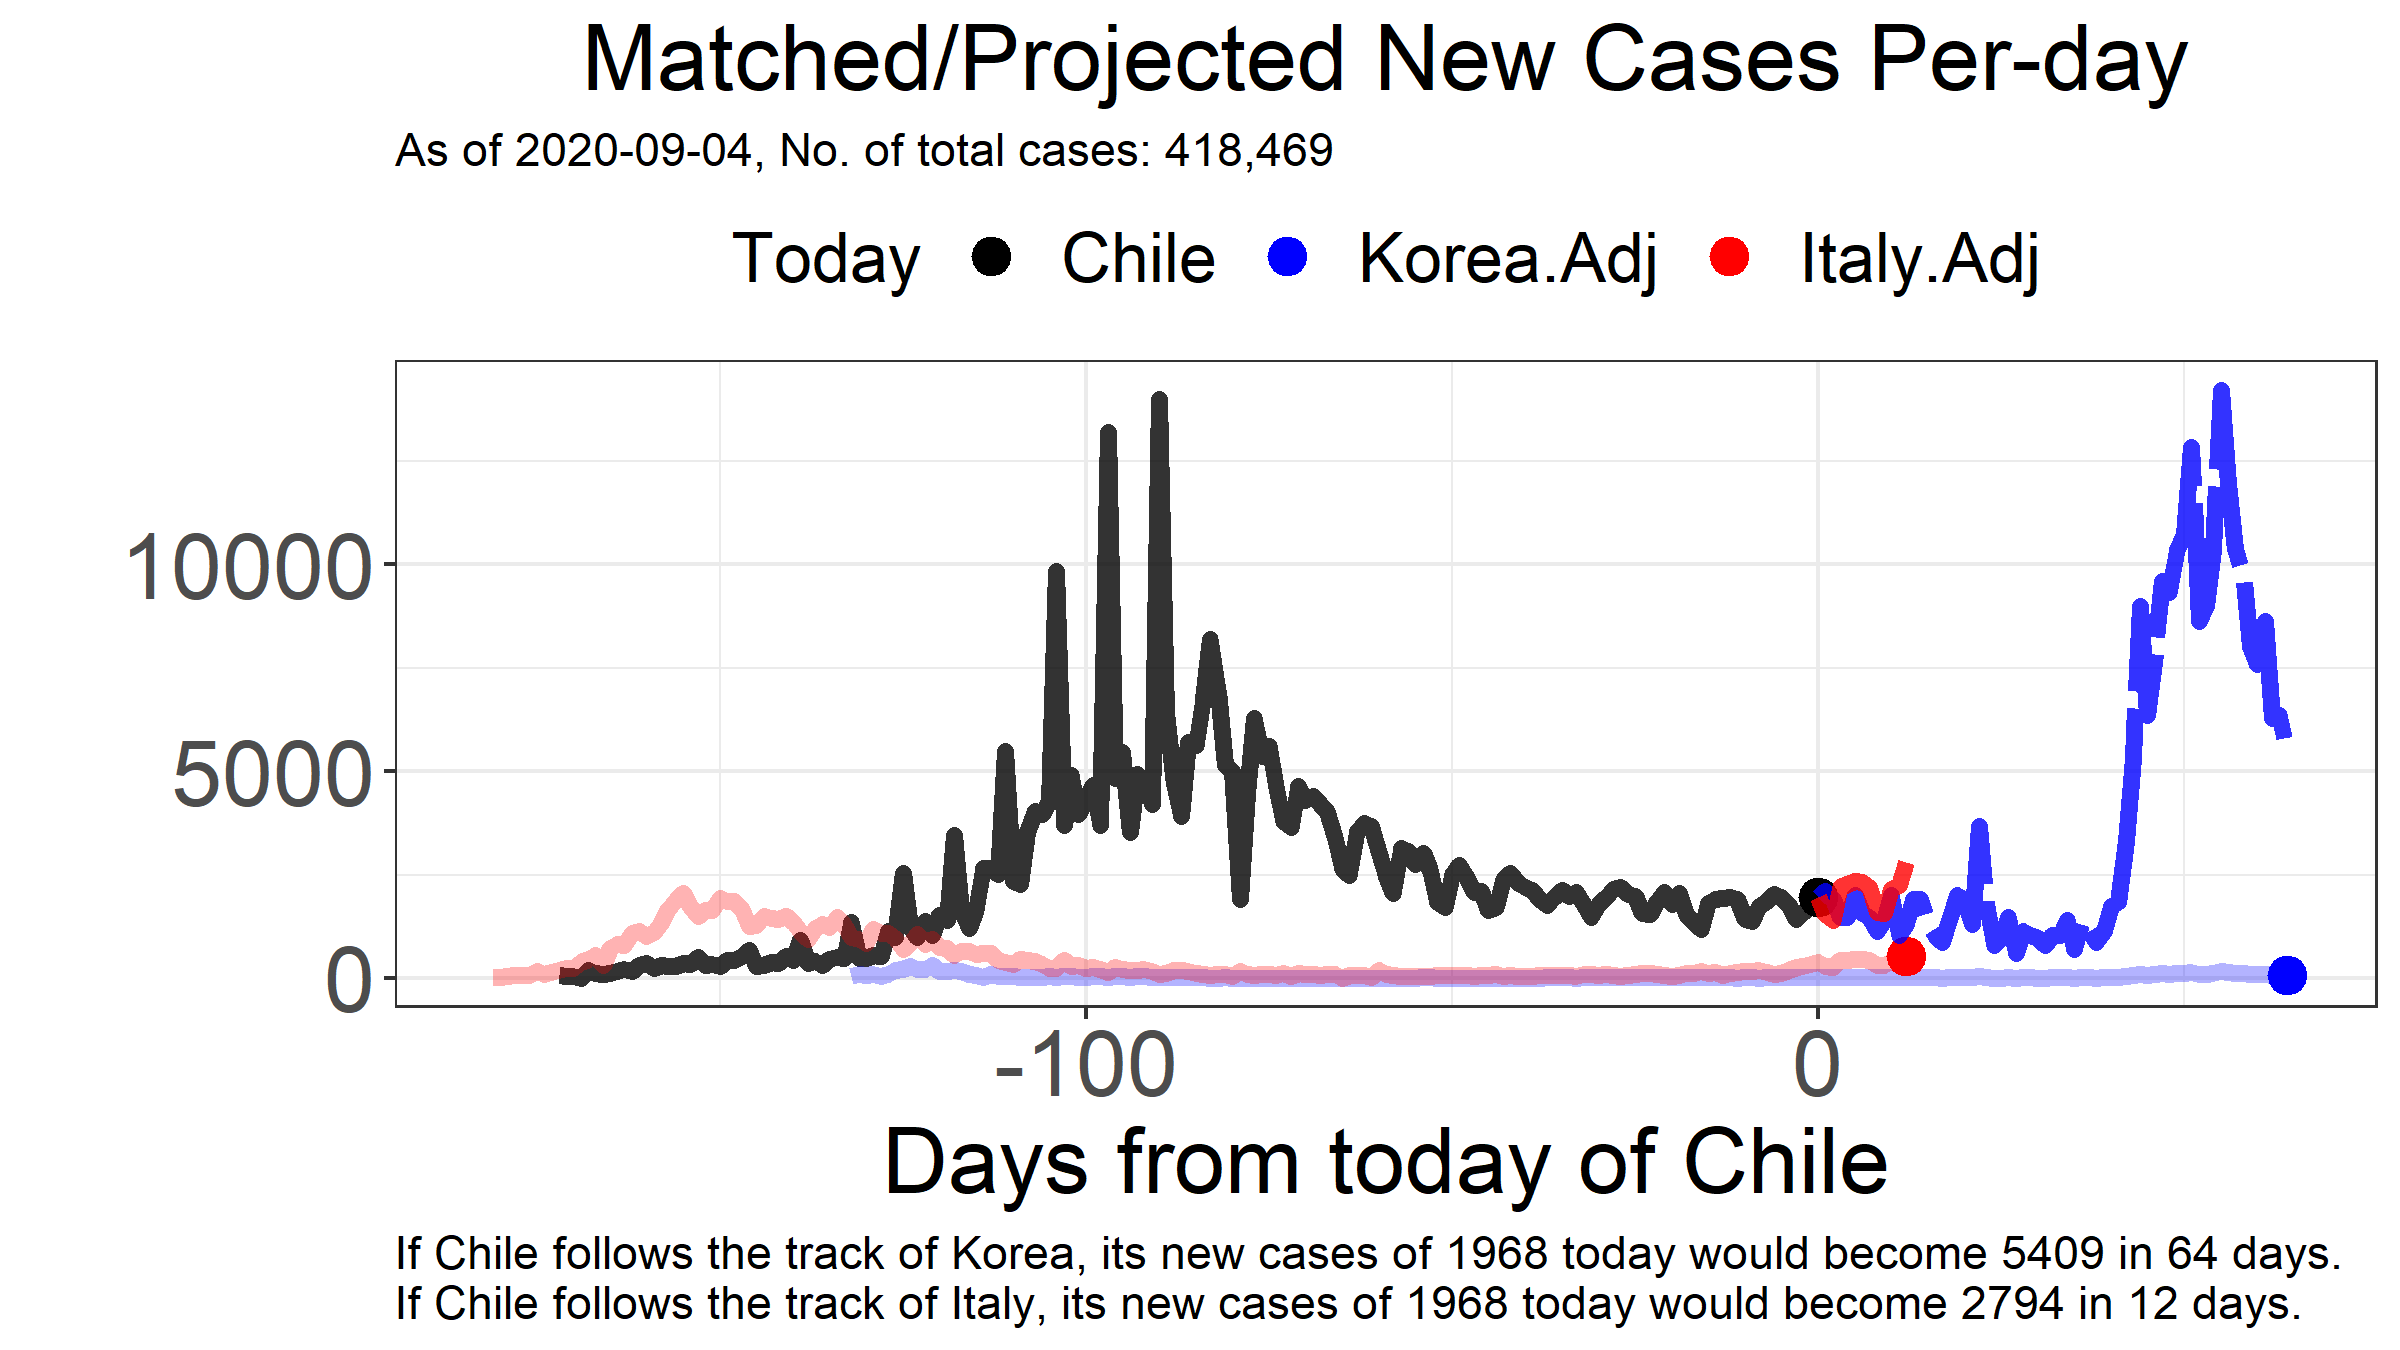 Matched/Projected New Cases Per-day
As of 2020-09-04, No. of total cases: 418,469
Today Chile Korea.Adj Italy.Adj
10000
5000
0
-100 0
Days from today of Chile
If Chile follows the track of Korea, its new cases of 1968 today would become 5409 in 64 days.
If Chile follows the track of Italy, its new cases of 1968 today would become 2794 in 12 days.